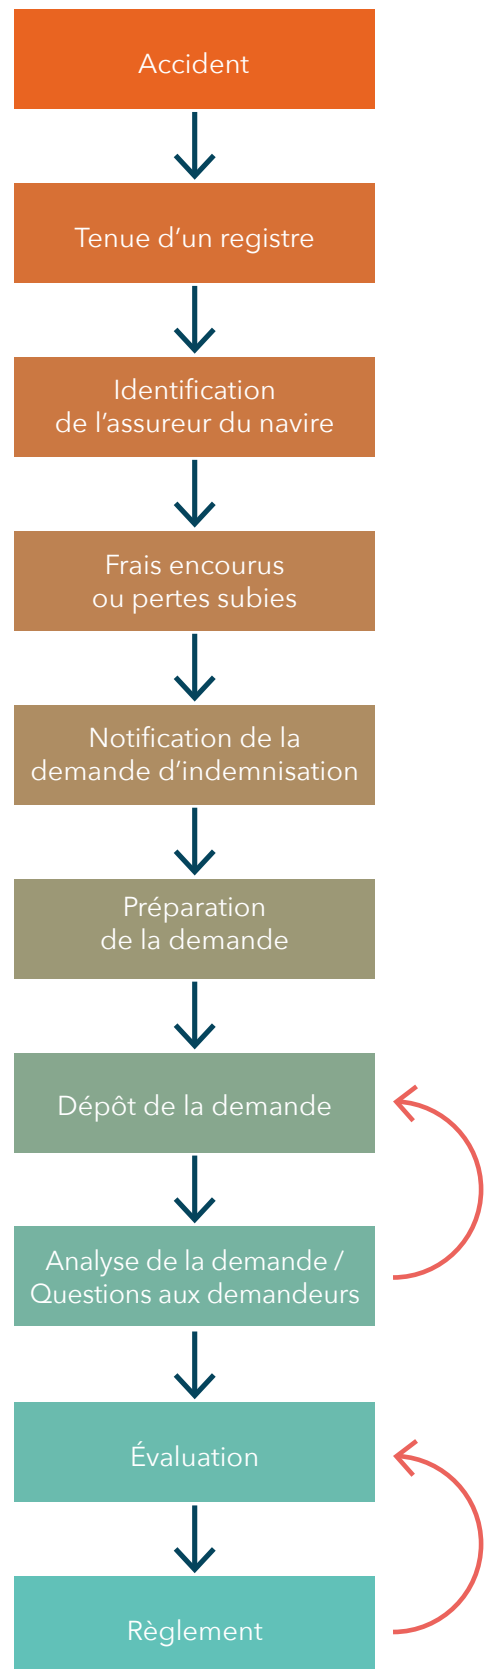 Accident
Tenue d’un registre
Identification
de l’assureur du navire
Frais encourus
ou pertes subies
Notification de la
demande d’indemnisation
Préparation
de la demande
Dépôt de la demande
Analyse de la demande /
Questions aux demandeurs
Évaluation
Règlement